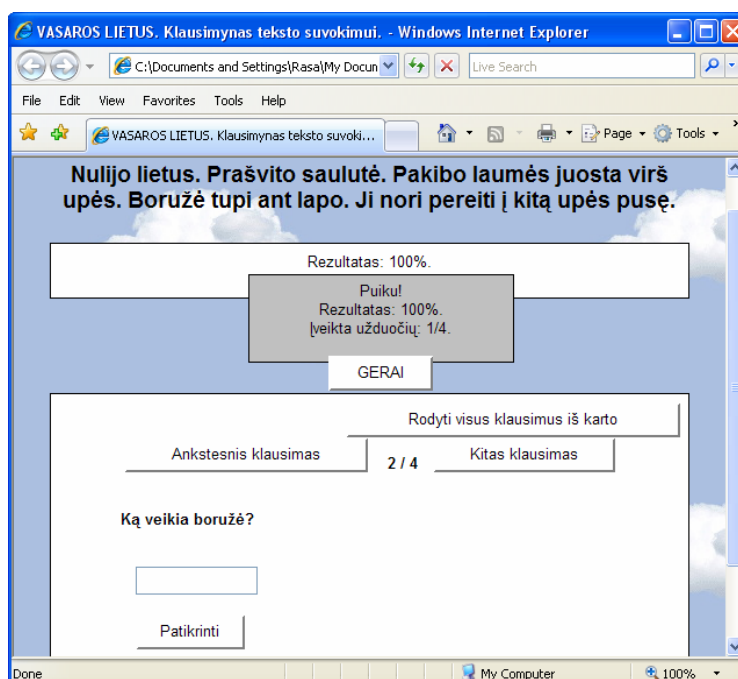 VASAROS LIETUS. Klausimynas teksto suvokimui. - Windows Internet Explorer
C:\Documents and Settings\Rasa\My Docun
Live Search
File Edit View Favorites Tools Help
VASAROS LIETUS. Klausimynas teksto suvoki...
Page Tools »
Nulijo lietus. Prašvito saulutė. Pakibo laumės juosta virš
upės. Boružė tupi ant lapo. Ji nori pereiti į kitą upės pusę.
Rezultatas: 100%.
Puiku!
Rezultatas: 100%.
Įveikta užduočių: 1/4.
GERAI
Rodyti visus klausimus iš karto
Ankstesnis klausimas 2 / 4 Kitas klausimas
Ką veikia boružė?
Patikrinti
Done My Computer 100%